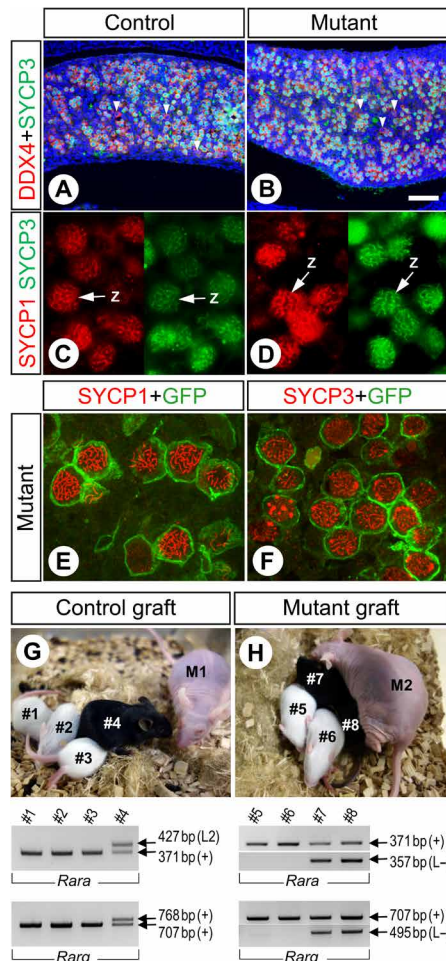 Control
Mutant
DDX4+SYCP3
A
B
SYCP1 SYCP3
Z
Z
C
D
SYCP1+GFP
SYCP3+GFP
Mutant
E
F
Control graft
Mutant graft
G
#1
#2
#3
#4
M1
H
#7
#5
#6
#8
M2
#1
#2
#3
#4
427 bp (L2)
371 bp (+)
Rara
768 bp (+)
707 bp (+)
Rarg
#5
#6
#7
#8
371 bp (+)
357 bp (L–)
Rara
707 bp (+)
495 bp (L–)
Rarg